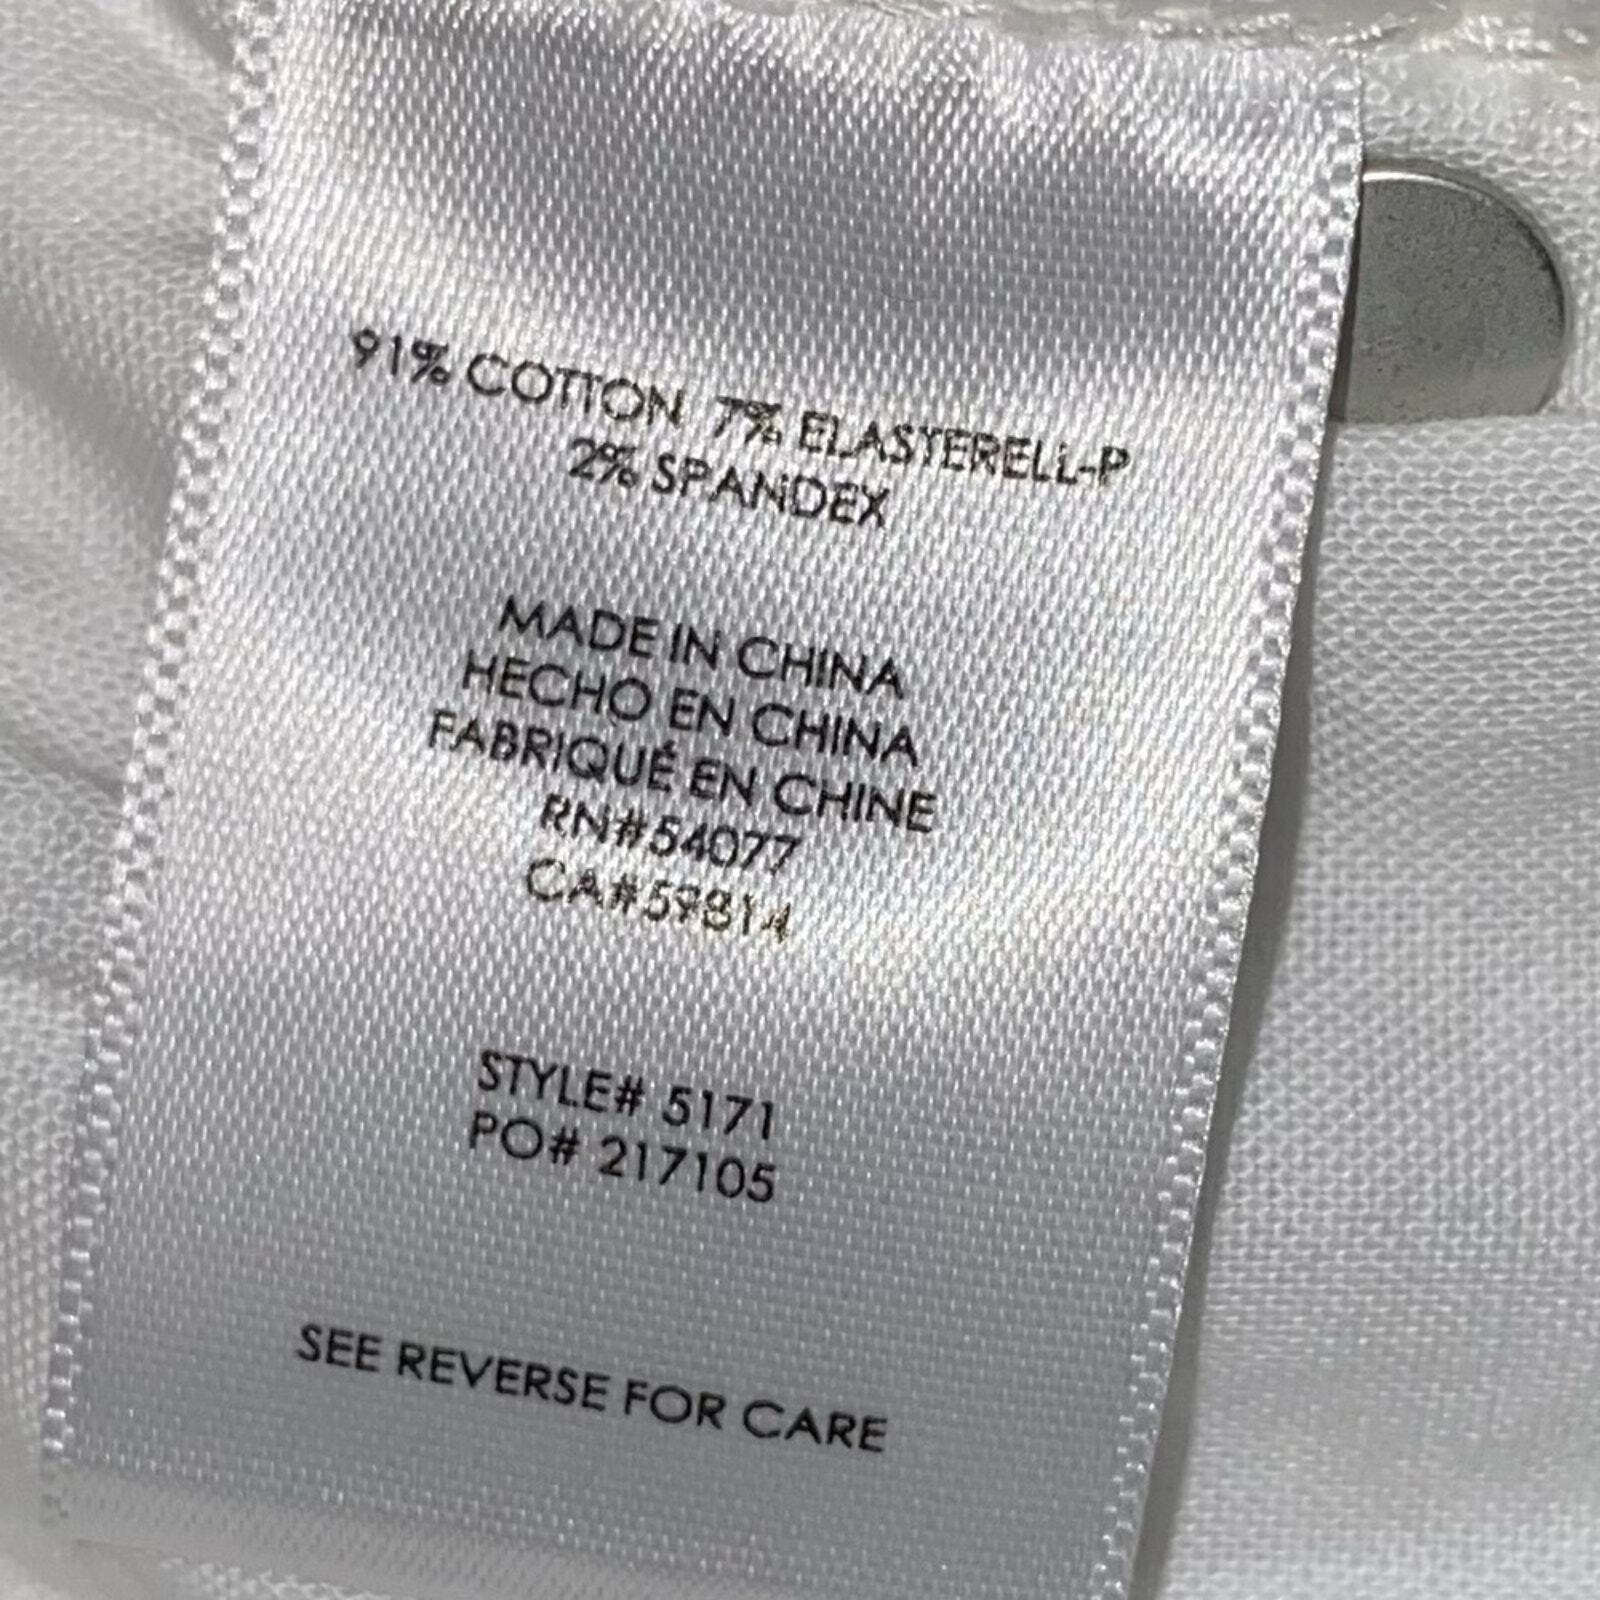 91% COTTON 7% ELASTERELL-P
2% SPANDEX
MADE IN CHINA
HECHO EN CHINA
FABRIQUÉ EN CHINE
RN#54077
CA#59814
STYLE# 5171
PO# 217105
SEE REVERSE FOR CARE